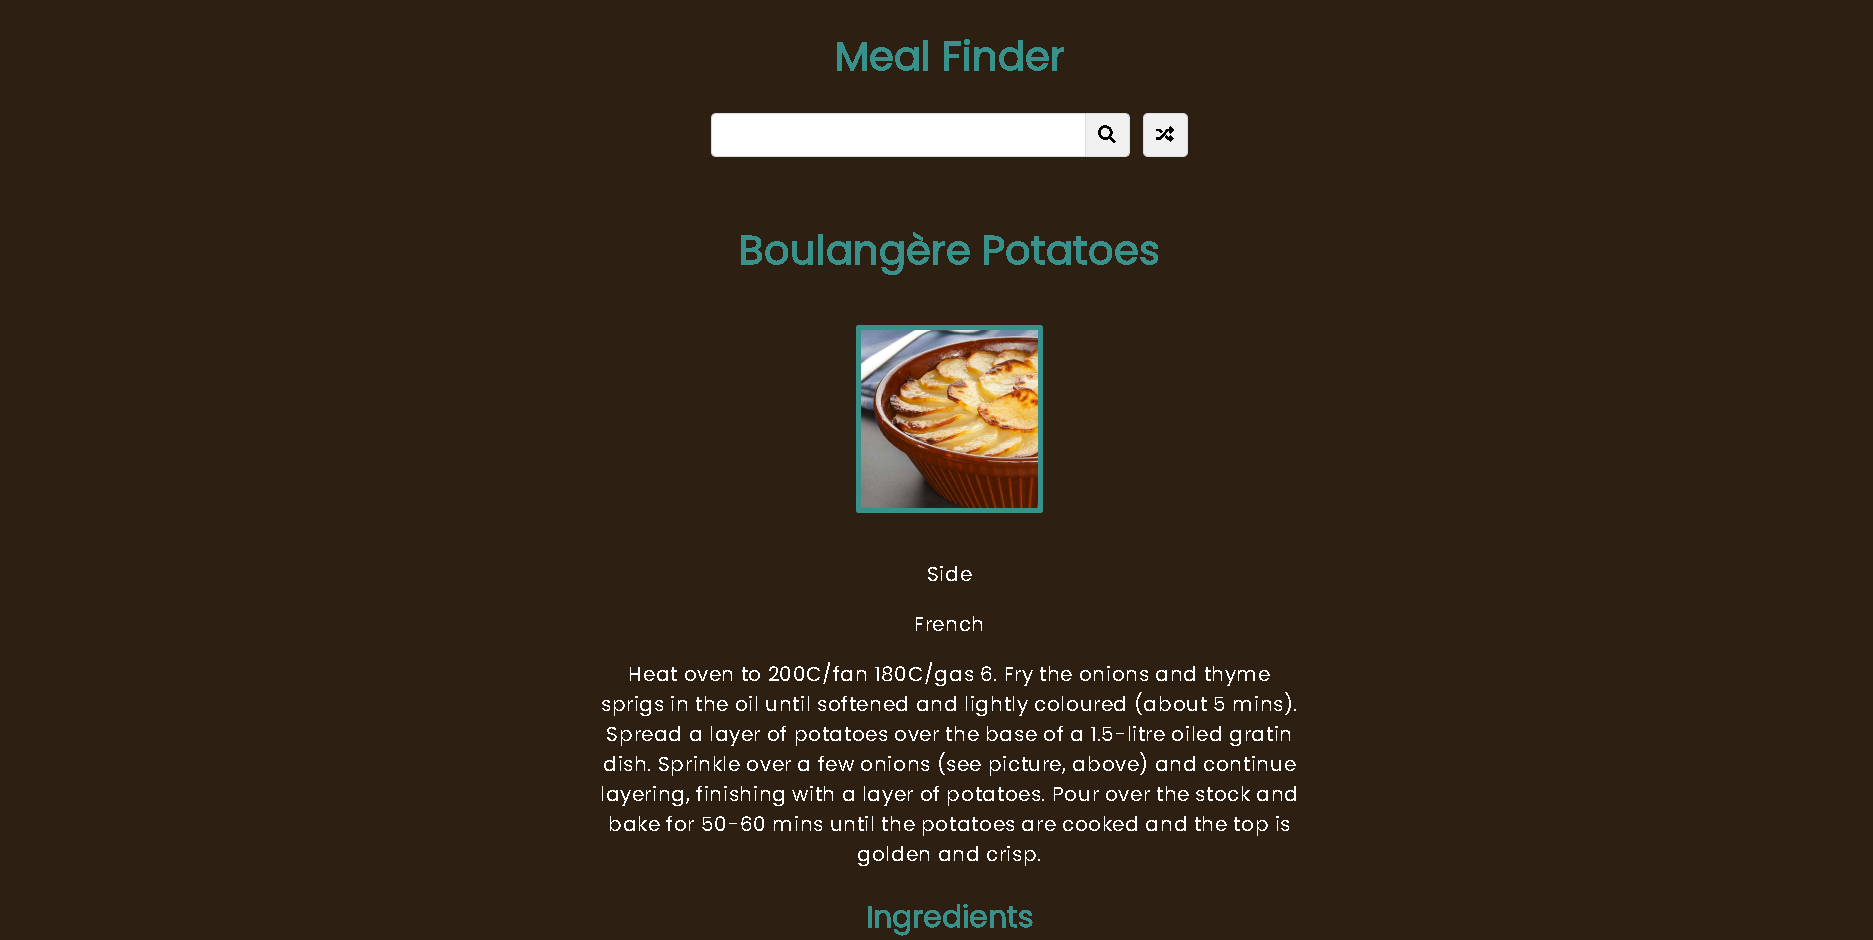 Meal Finder
Boulangère Potatoes
Side
French
Heat oven to 200C/fan 180C/gas 6. Fry the onions and thyme
sprigs in the oil until softened and lightly coloured (about 5 mins).
Spread a layer of potatoes over the base of a 1.5-litre oiled gratin
dish. Sprinkle over a few onions (see picture, above) and continue
layering, finishing with a layer of potatoes. Pour over the stock and
bake for 50-60 mins until the potatoes are cooked and the top is
golden and crisp.
Ingredients